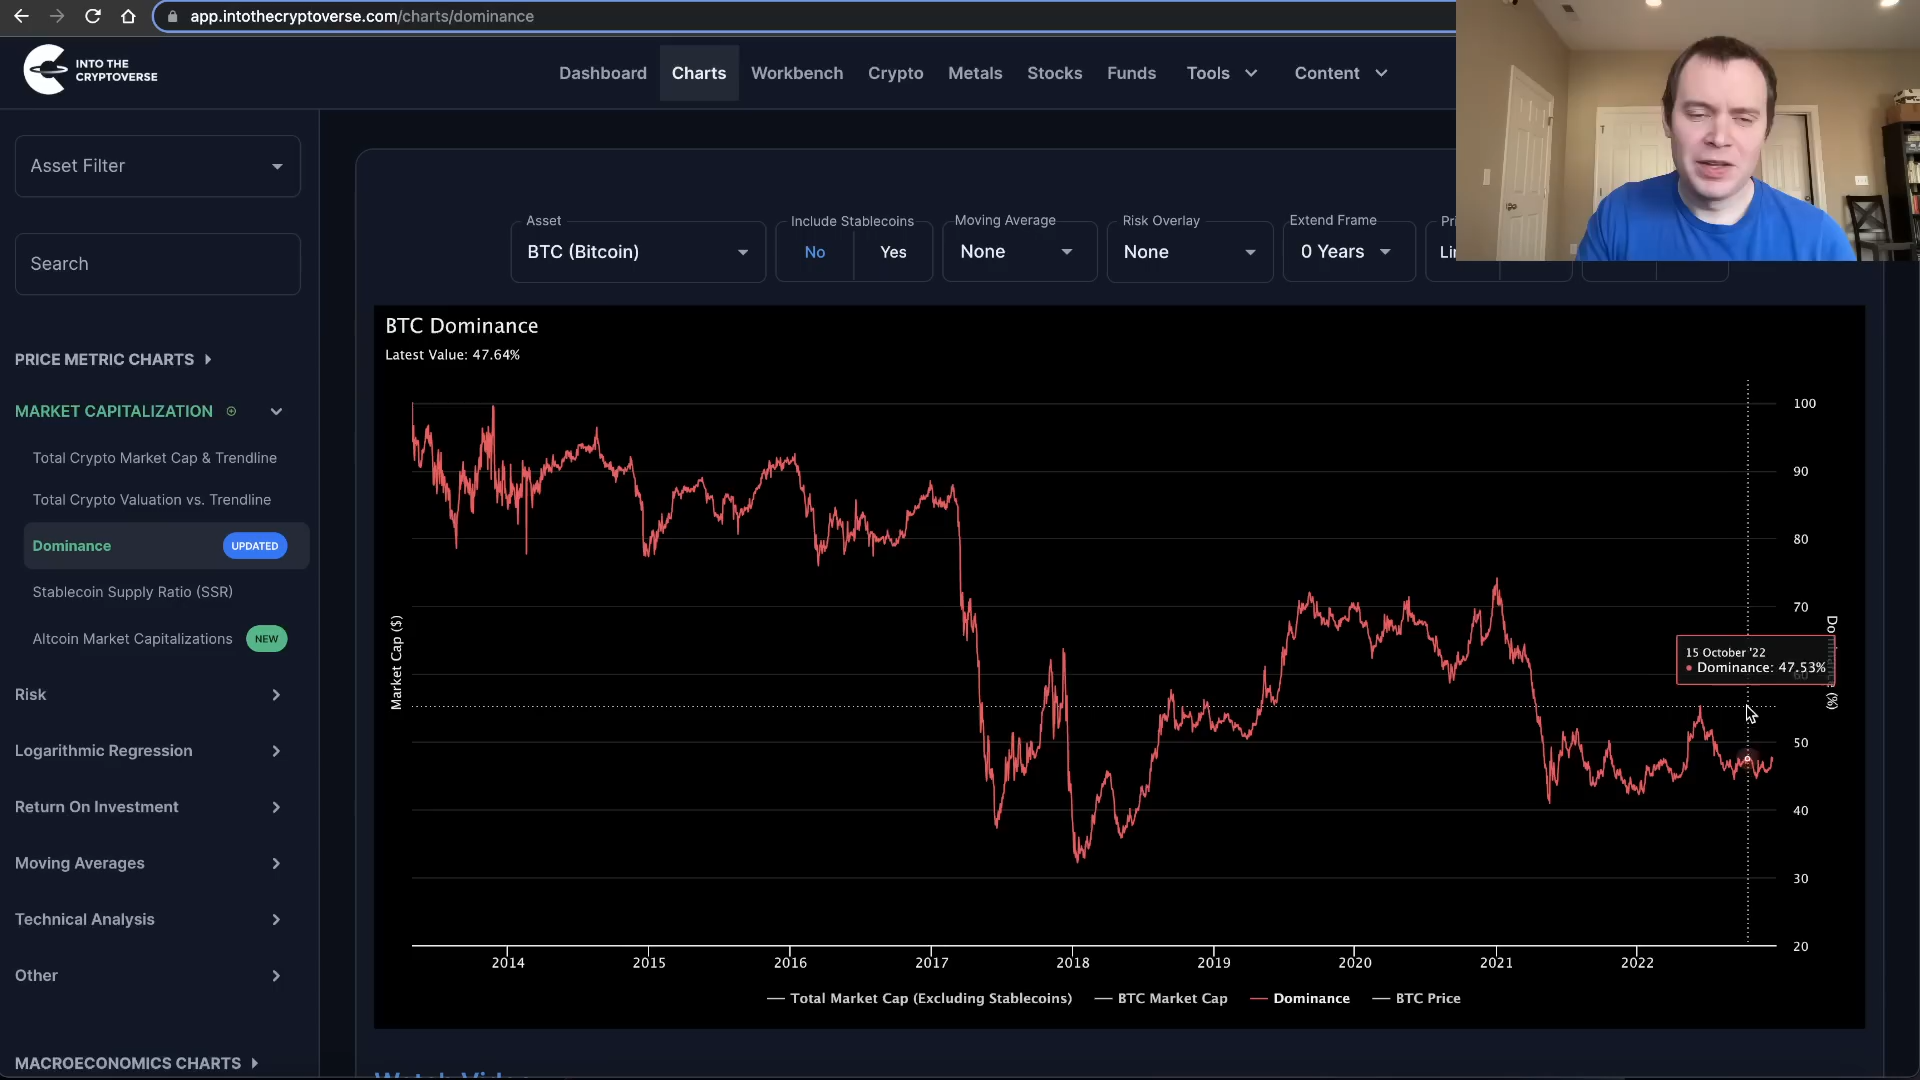 app.intothecryptoverse.com/charts/dominance
INTO THE
CRYPTOVERSE
Dashboard
Charts
Workbench
Crypto
Metals
Stocks
Funds
Tools
Content
Asset Filter
Search
PRICE METRIC CHARTS
MARKET CAPITALIZATION
Total Crypto Market Cap & Trendline
Total Crypto Valuation vs. Trendline
Dominance UPDATED
Stablecoin Supply Ratio (SSR)
Altcoin Market Capitalizations NEW
Risk
Logarithmic Regression
Return On Investment
Moving Averages
Technical Analysis
Other
MACROECONOMICS CHARTS
Asset
BTC (Bitcoin)
Include Stablecoins
No Yes
Moving Average
None
Risk Overlay
None
Extend Frame
0 Years
BTC Dominance
Latest Value: 47.64%
Market Cap ($)
100
90
80
70
60
50
40
30
20
Dominance (%)
15 October '22
Dominance: 47.53%
2014 2015 2016 2017 2018 2019 2020 2021 2022
Total Market Cap (Excluding Stablecoins) BTC Market Cap Dominance BTC Price
Watch Video